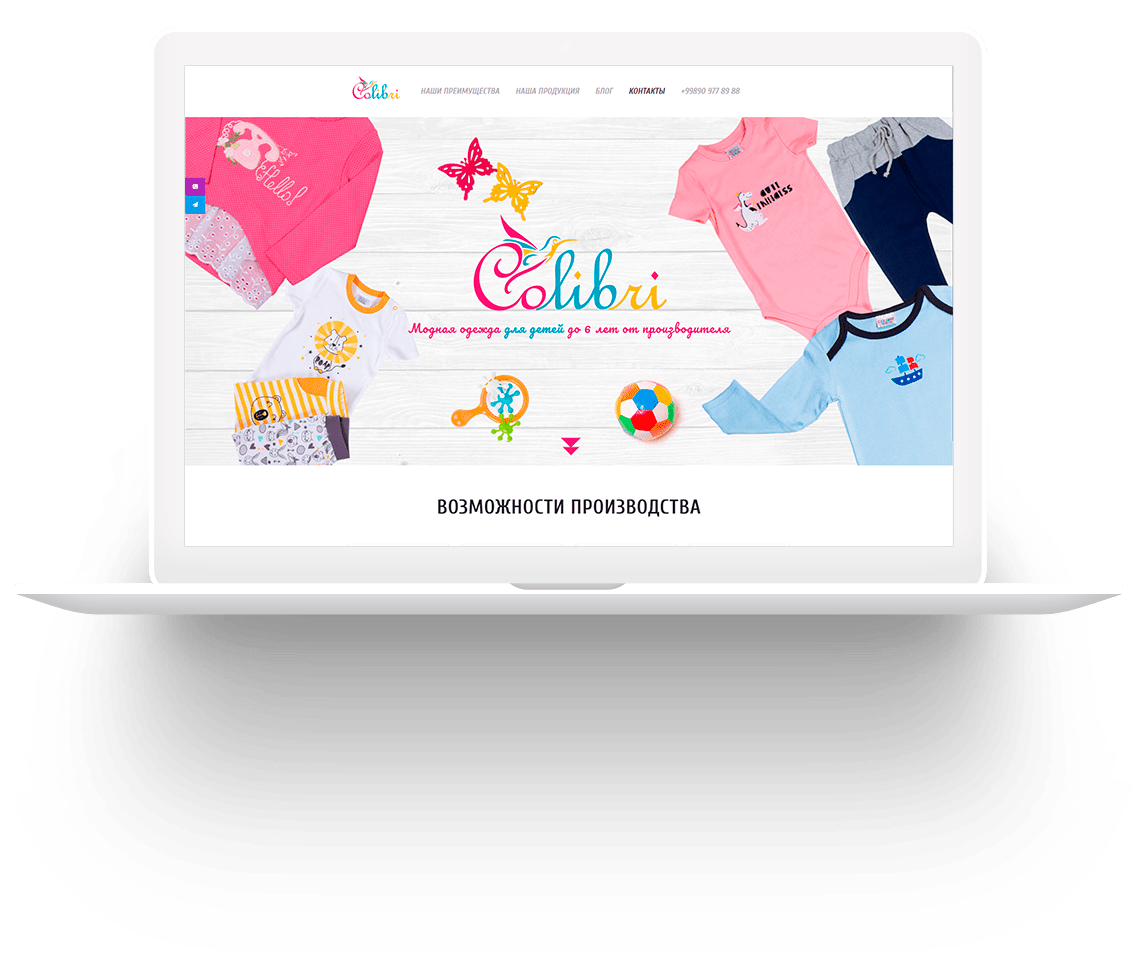 Colibri НАШИ ПРЕИМУЩЕСТВА НАША ПРОДУКЦИЯ БЛОГ КОНТАКТЫ +99890 977 89 88
Hello!
Colibri
Модная одежда для детей до 6 лет от производителя
ВОЗМОЖНОСТИ ПРОИЗВОДСТВА